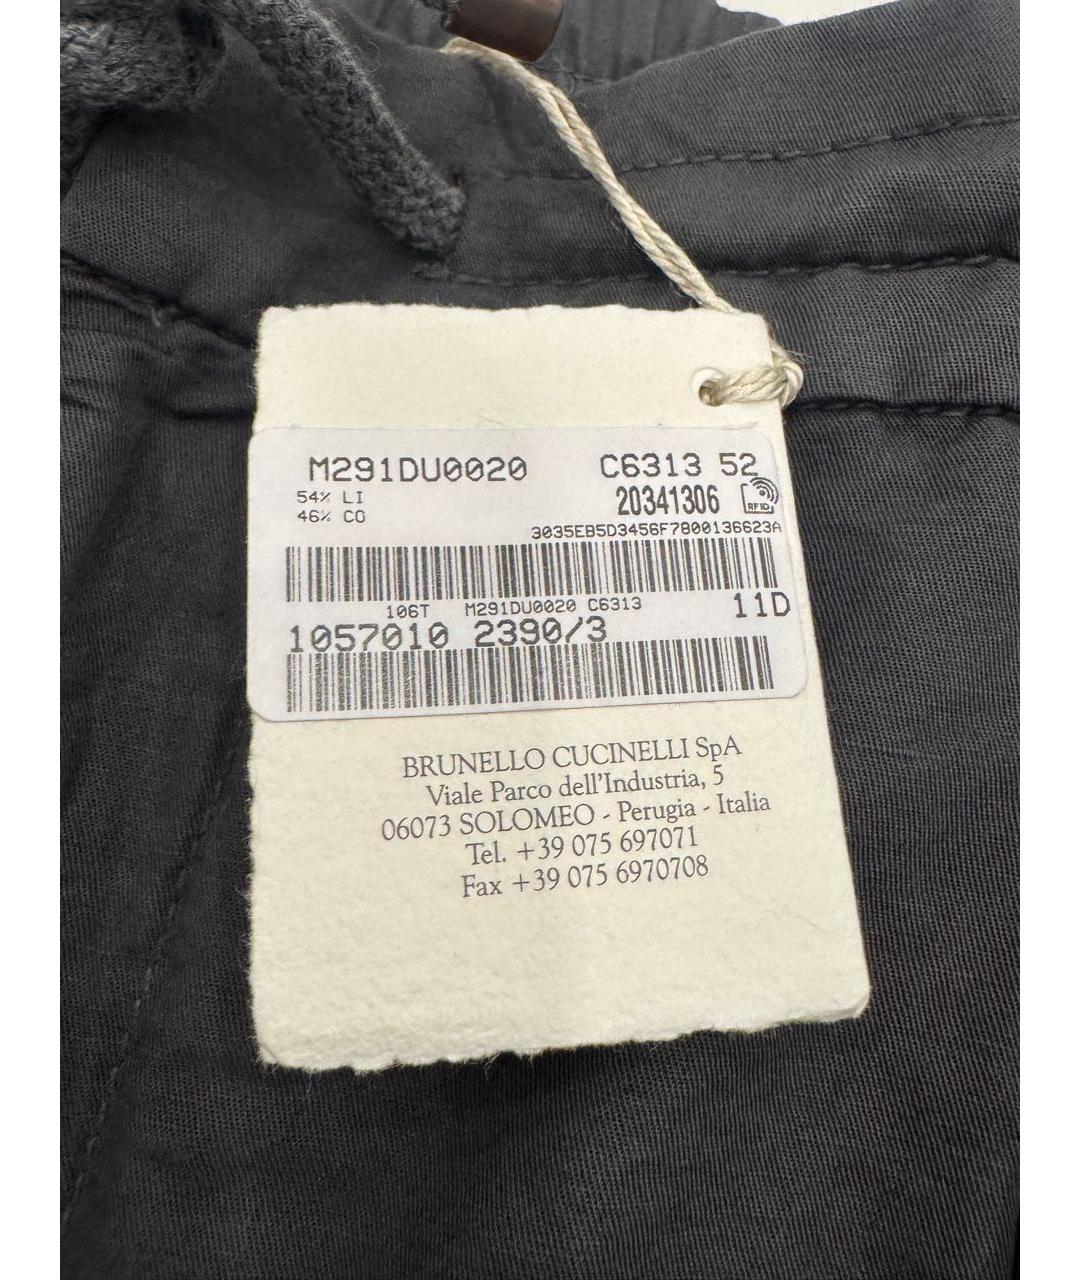 M291DU0020 C6313 52
54% LI 20341306
46% CO RFID
3035EB5D3456F7B00136623A
106T M291DU0020 C6313 11D
1057010 2390/3
BRUNELLO CUCINELLI SpA
Viale Parco dell'Industria, 5
06073 SOLOMEO - Perugia - Italia
Tel. +39 075 697071
Fax +39 075 6970708